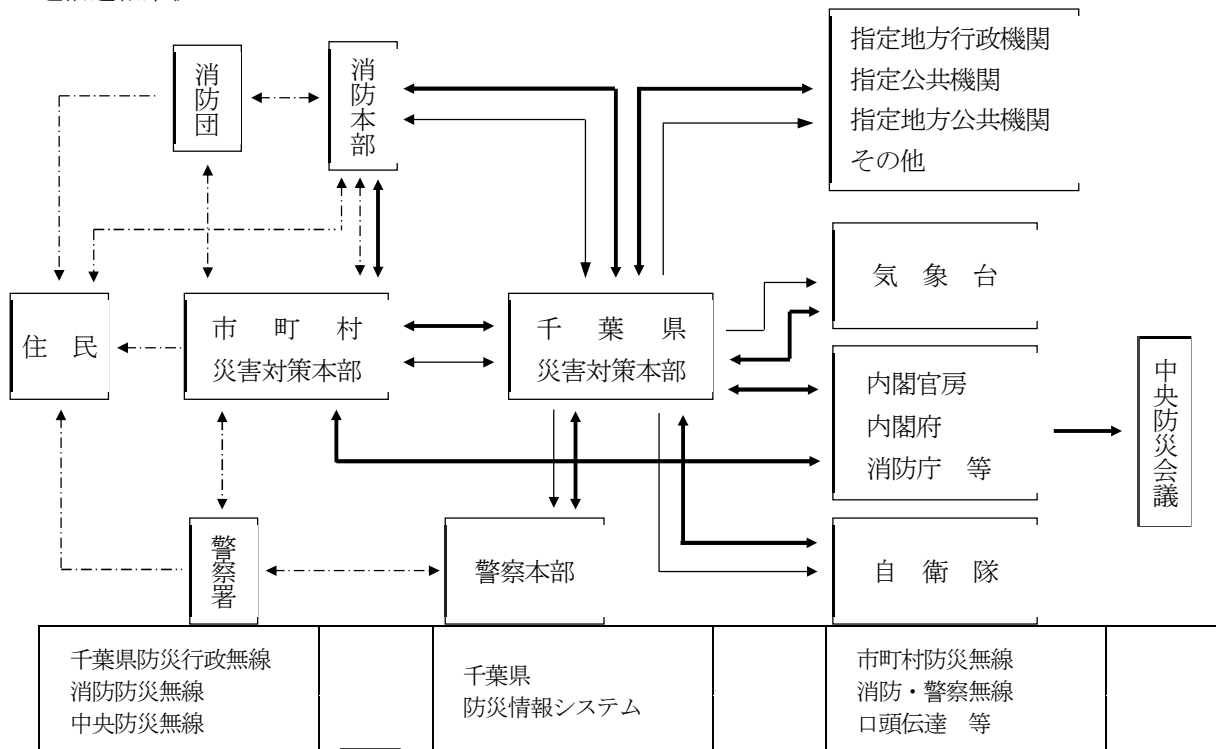 指定地方行政機関
指定公共機関
指定地方公共機関
その他
消防団
消防本部
気象台
住民
市町村
災害対策本部
千葉県
災害対策本部
内閣官房
内閣府
消防庁 等
中央防災会議
警察署
警察本部
自衛隊
千葉県防災行政無線
消防防災無線
中央防災無線
千葉県
防災情報システム
市町村防災無線
消防・警察無線
口頭伝達 等